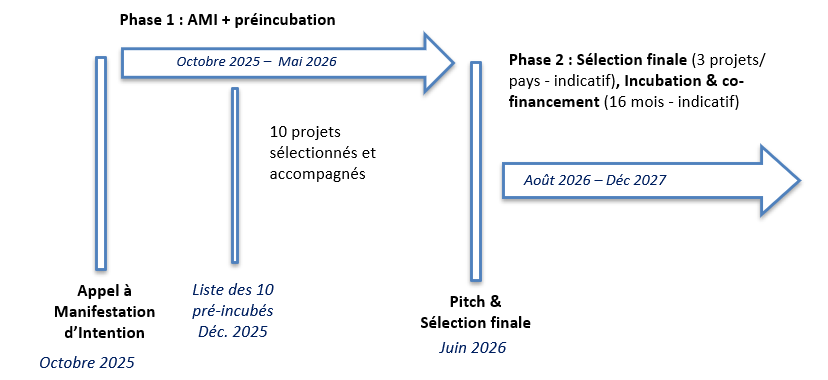 Phase 1 : AMI + préincubation
Octobre 2025 – Mai 2026
Phase 2 : Sélection finale (3 projets/
pays - indicatif), Incubation & co-
financement (16 mois - indicatif)
10 projets
sélectionnés et
accompagnés
Août 2026 – Déc 2027
Appel à
Manifestation
d’Intention
Octobre 2025
Liste des 10
pré-incubés
Déc. 2025
Pitch &
Sélection finale
Juin 2026